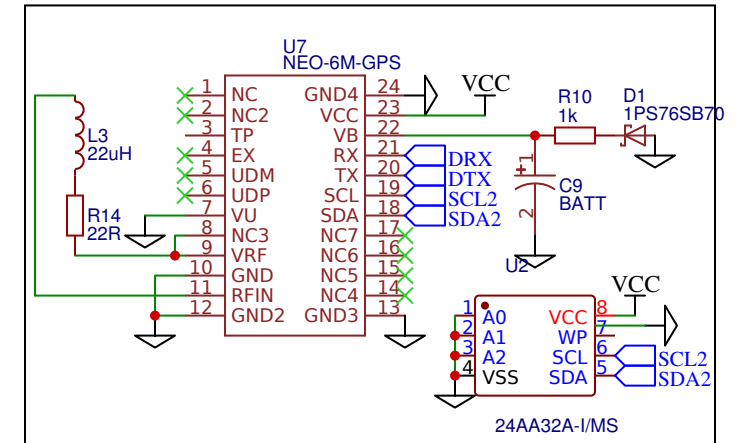 U7
NEO-6M-GPS
1 NC GND4 24
2 NC2 VCC 23
3 TP VB 22
4 EX RX 21
5 UDM TX 20
6 UDP SCL 19
7 VU SDA 18
8 NC3 NC7 17
9 VRF NC6 16
10 GND NC5 15
11 RFIN NC4 14
12 GND2 GND3 13
L3
22uH
R14
22R
VCC
R10
1k
D1
1PS76SB70
DRX
DTX
SCL2
SDA2
+ 1
C9
BATT
2
U2
VCC
1 A0 VCC 8
2 A1 WP 7
3 A2 SCL 6
4 VSS SDA 5
SCL2
SDA2
24AA32A-I/MS